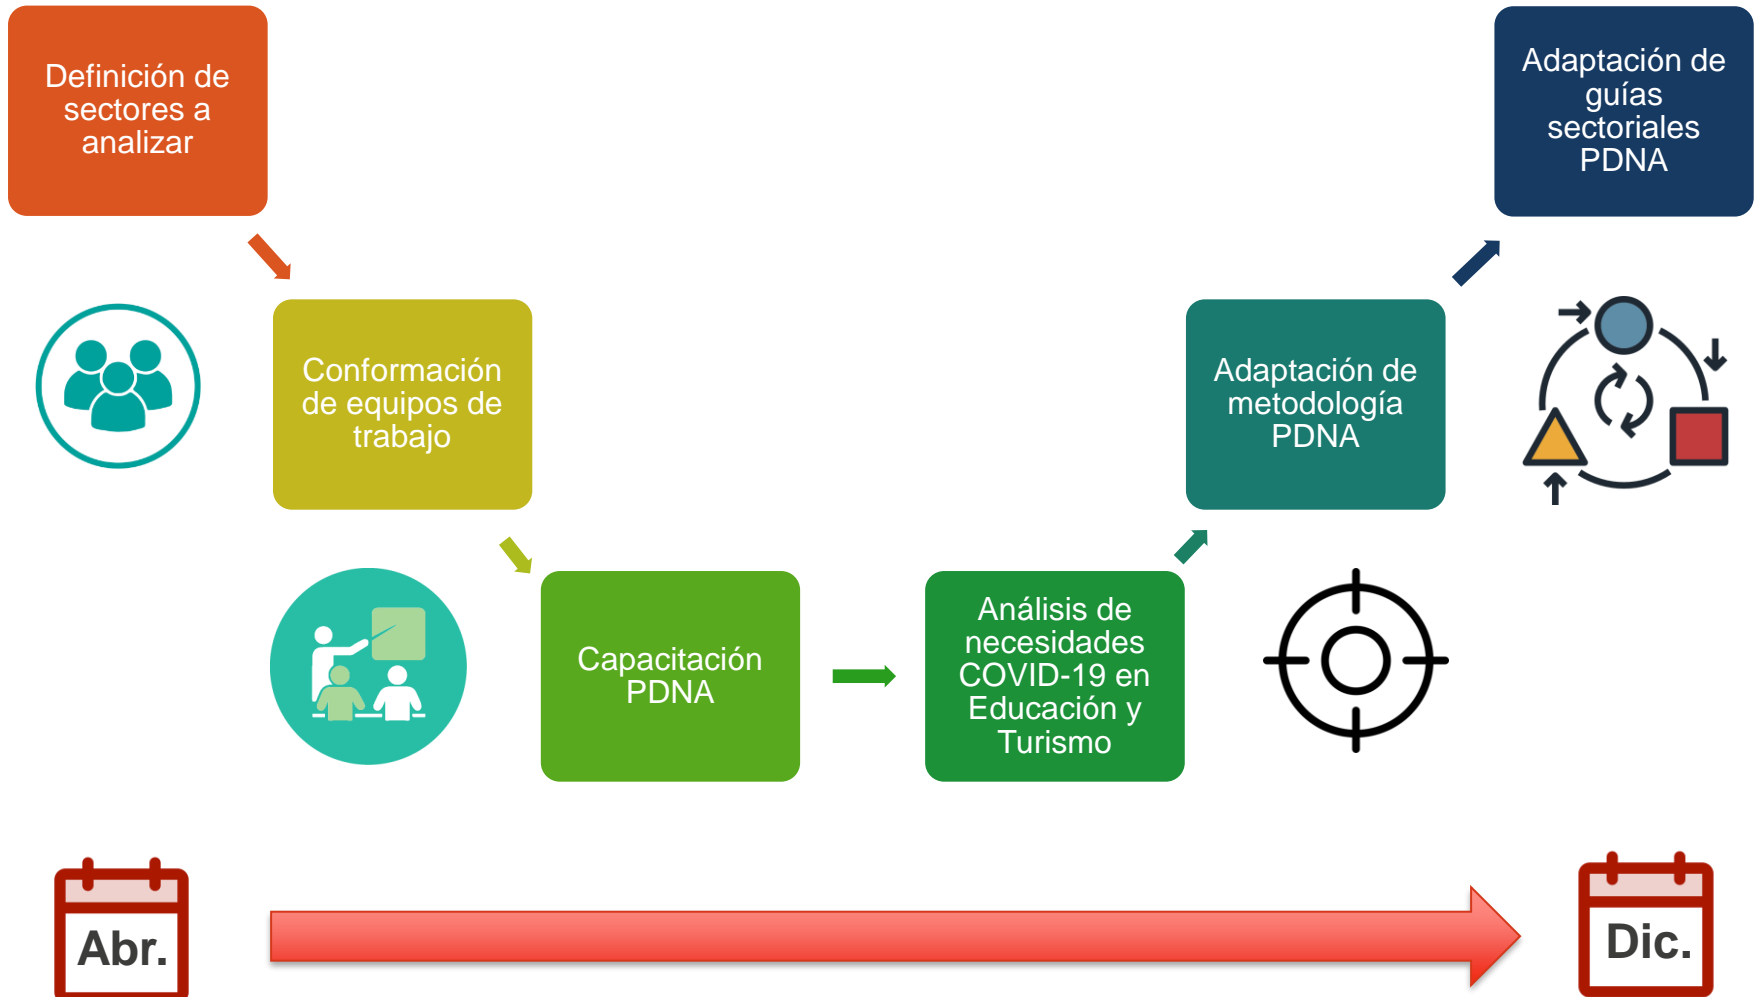 Definición de
sectores a
analizar
Conformación
de equipos de
trabajo
Capacitación
PDNA
Análisis de
necesidades
COVID-19 en
Educación y
Turismo
Adaptación de
metodología
PDNA
Adaptación de
guías
sectoriales
PDNA
Abr.
Dic.